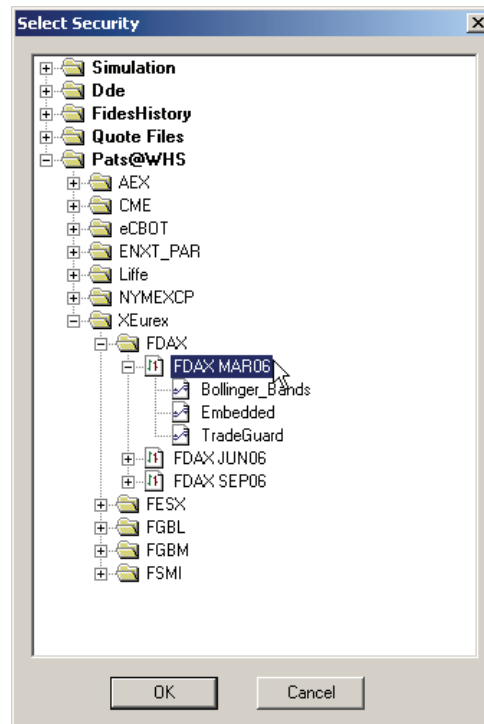 Select Security
Simulation
Dde
FidesHistory
Quote Files
Pats@WHS
AEX
CME
eCBOT
ENXT_PAR
Liffe
NYMEXCP
XEurex
FDAX
FDAX MAR06
Bollinger_Bands
Embedded
TradeGuard
FDAX JUN06
FDAX SEP06
FESX
FGBL
FGBM
FSMI
OK Cancel